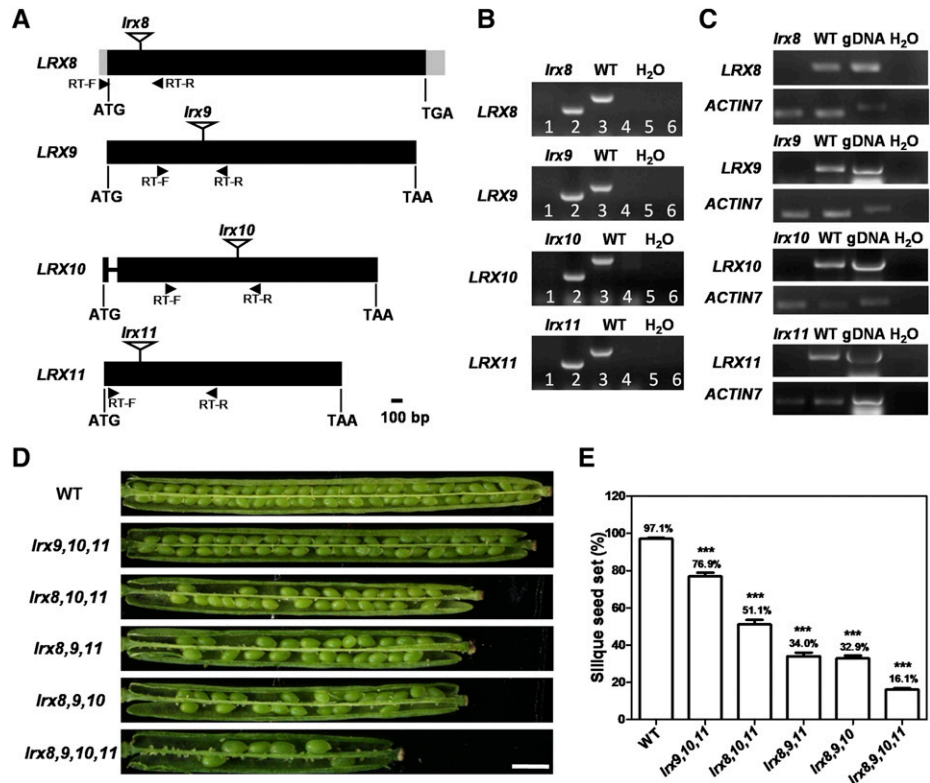 A
lrx8
LRX8
RT-F RT-R
ATG TGA
lrx9
LRX9
RT-F RT-R
ATG TAA
lrx10
LRX10
RT-F RT-R
ATG TAA
lrx11
LRX11
RT-F RT-R
ATG TAA
100 bp
B
lrx8 WT H₂O
LRX8
1 2 3 4 5 6
lrx9 WT H₂O
LRX9
1 2 3 4 5 6
lrx10 WT H₂O
LRX10
1 2 3 4 5 6
lrx11 WT H₂O
LRX11
1 2 3 4 5 6
C
lrx8 WT gDNA H₂O
LRX8
ACTIN7
lrx9 WT gDNA H₂O
LRX9
ACTIN7
lrx10 WT gDNA H₂O
LRX10
ACTIN7
lrx11 WT gDNA H₂O
LRX11
ACTIN7
D
WT
lrx9,10,11
lrx8,10,11
lrx8,9,11
lrx8,9,10
lrx8,9,10,11
E
Silique seed set (%)
120
100
80
60
40
20
0
97.1%
***
76.9%
***
51.1%
***
34.0%
***
32.9%
***
16.1%
WT
lrx9,10,11
lrx8,10,11
lrx8,9,11
lrx8,9,10
lrx8,9,10,11